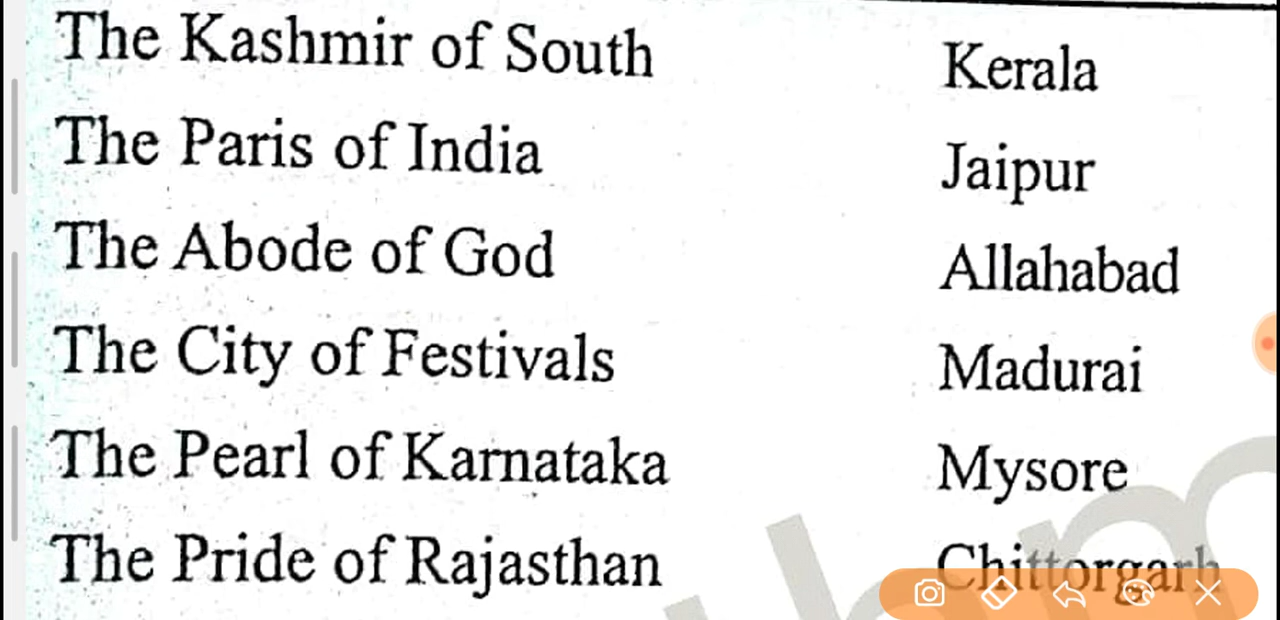 The Kashmir of South Kerala
The Paris of India Jaipur
The Abode of God Allahabad
The City of Festivals Madurai
The Pearl of Karnataka Mysore
The Pride of Rajasthan Chittorgarh